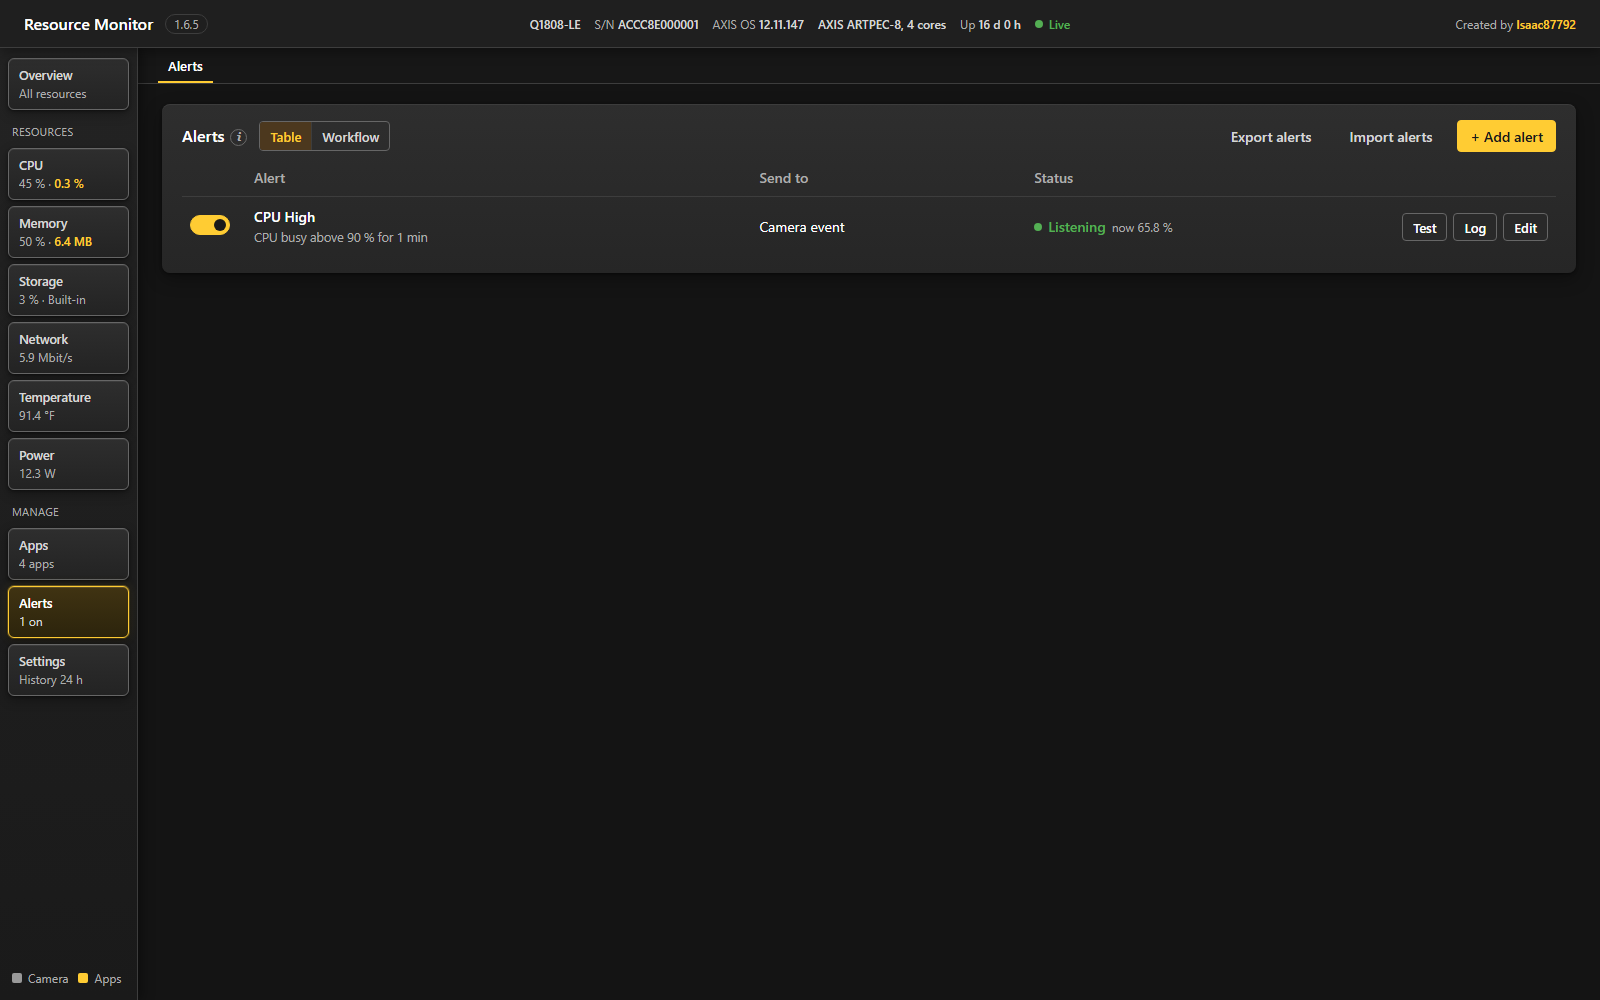 Resource Monitor 1.6.5
Q1808-LE S/N ACCC8E000001 AXIS OS 12.11.147 AXIS ARTPEC-8, 4 cores Up 16 d 0 h Live
Created by Isaac87792
Overview
All resources
RESOURCES
CPU
45 % · 0.3 %
Memory
50 % · 6.4 MB
Storage
3 % · Built-in
Network
5.9 Mbit/s
Temperature
91.4 °F
Power
12.3 W
MANAGE
Apps
4 apps
Alerts
1 on
Settings
History 24 h
Camera Apps
Alerts
Alerts i Table Workflow Export alerts Import alerts + Add alert
Alert Send to Status
CPU High
CPU busy above 90 % for 1 min
Camera event
Listening now 65.8 %
Test Log Edit